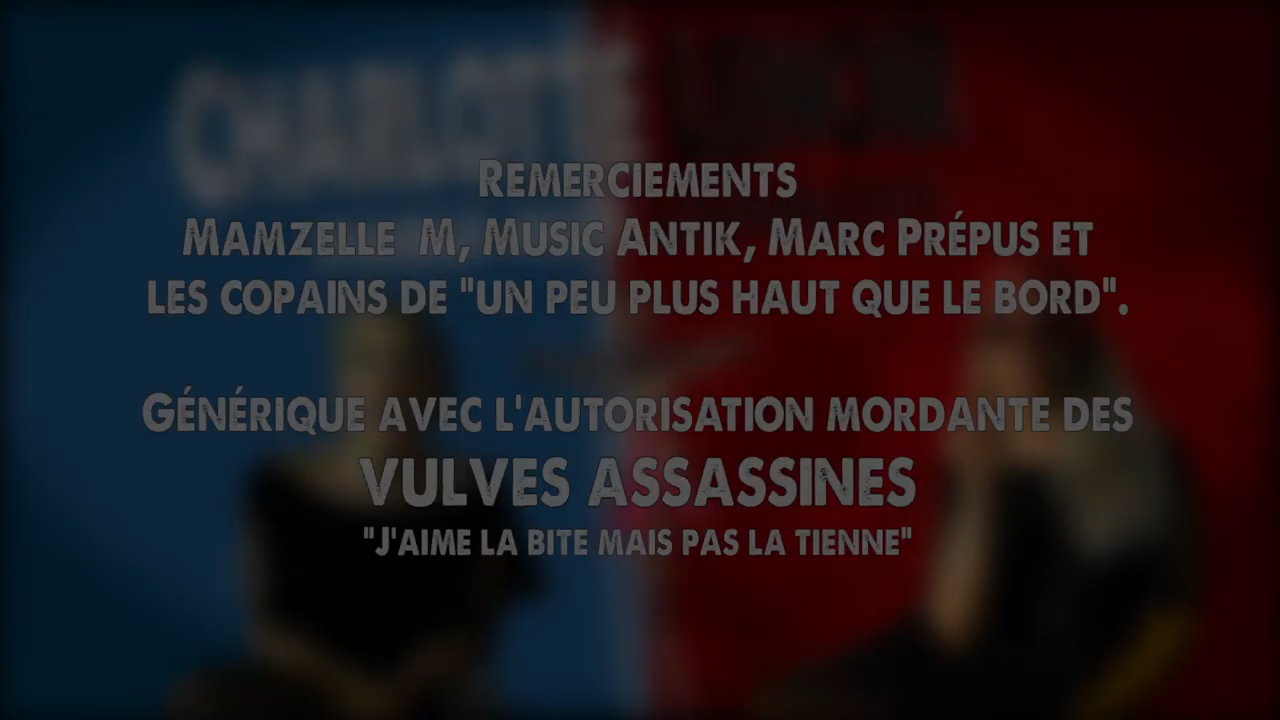 CHARLOTTE
REMERCIEMENTS
MAMZELLE M, MUSIC ANTIK, MARC PRÉPUS ET
LES COPAINS DE "UN PEU PLUS HAUT QUE LE BORD".
GÉNÉRIQUE AVEC L'AUTORISATION MORDANTE DES
VULVES ASSASSINES
"J'AIME LA BITE MAIS PAS LA TIENNE"